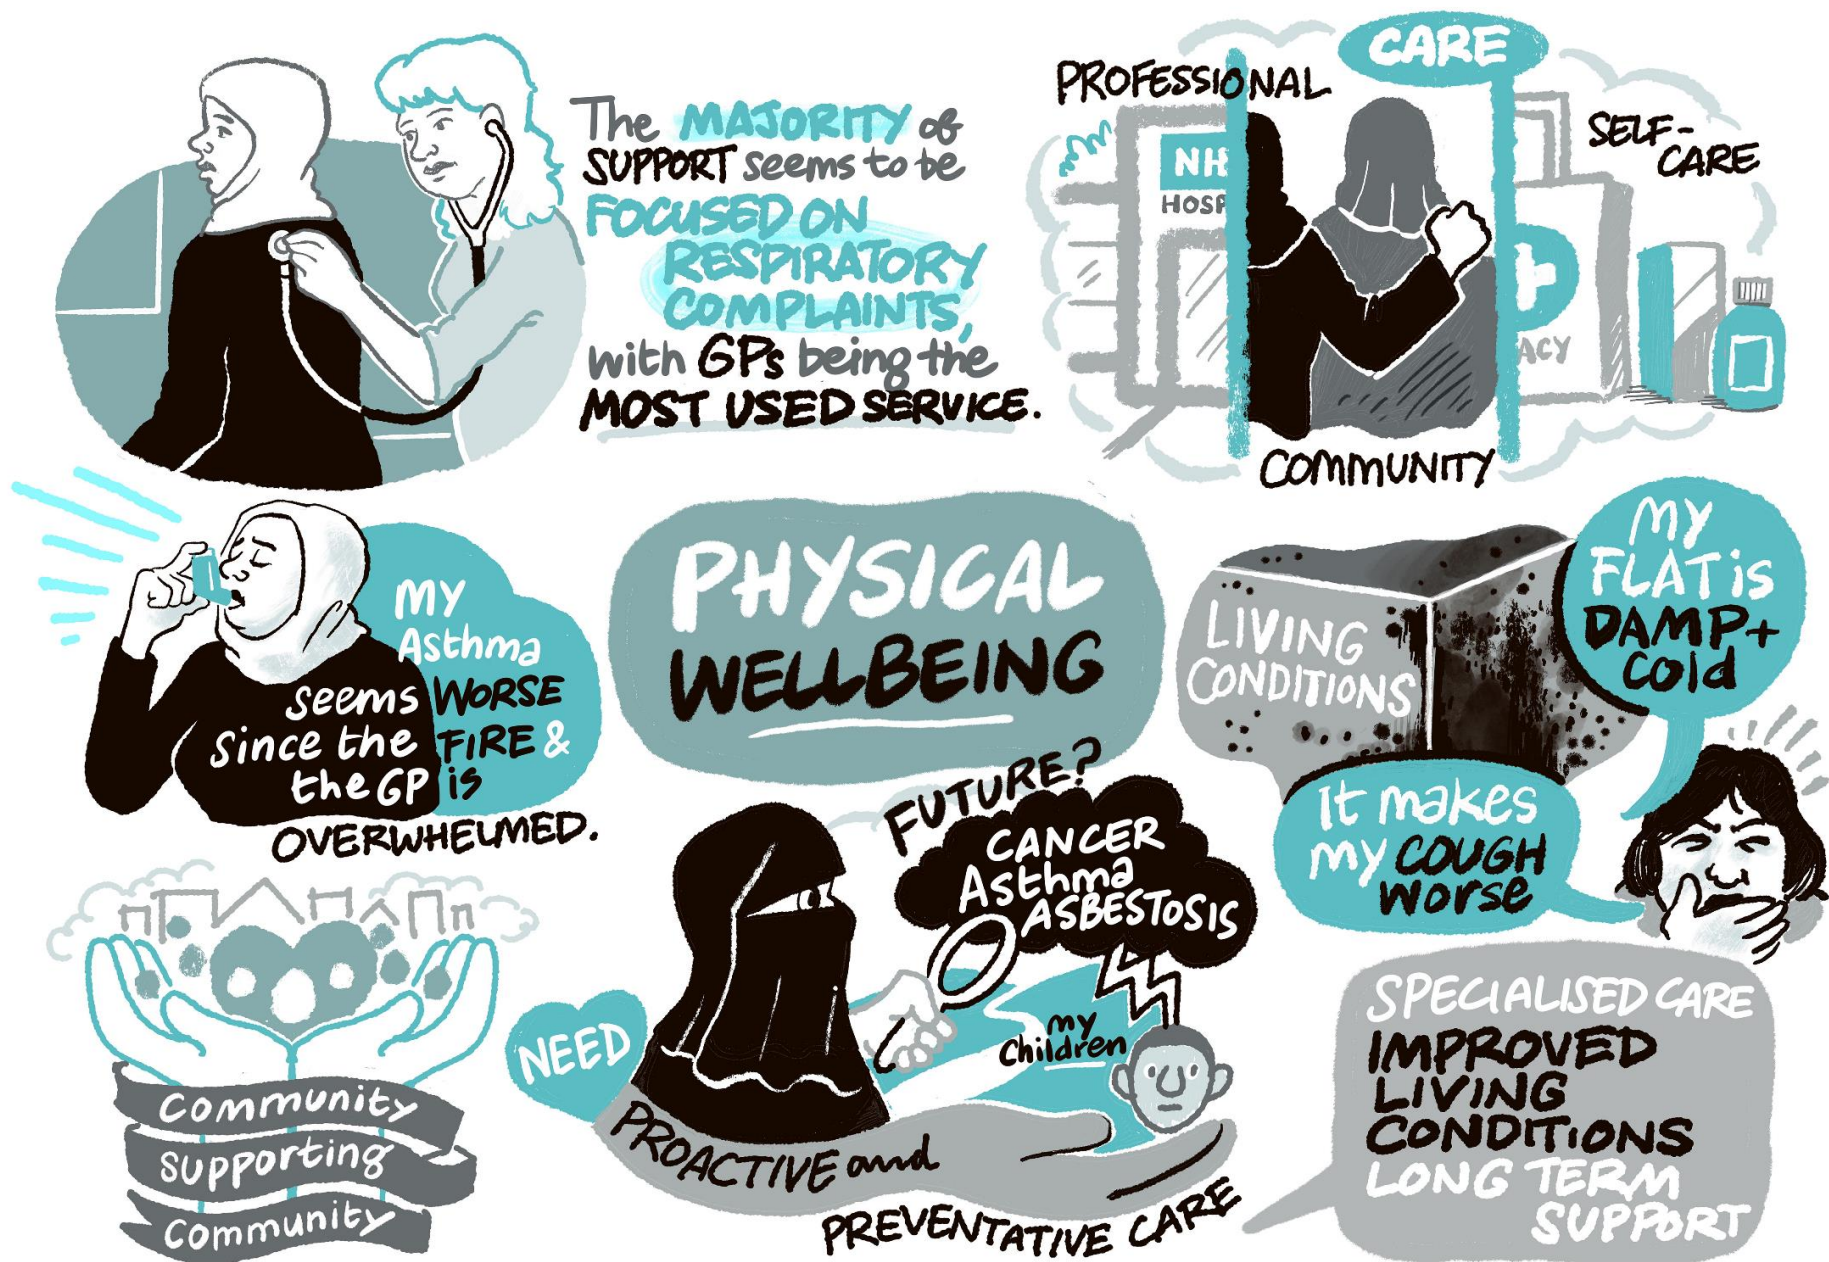 The MAJORITY of
SUPPORT seems to be
FOCUSED ON
RESPIRATORY
COMPLAINTS,
with GPs being the
MOST USED SERVICE.
CARE
PROFESSIONAL
SELF-
CARE
NH
HOSP
ACY
COMMUNITY
My
Asthma
seems WORSE
since the FIRE &
the GP is
OVERWHELMED.
PHYSICAL
WELLBEING
LIVING
CONDITIONS
MY
FLAT is
DAMP+
Cold
It makes
my COUGH
worse
Community
supporting
Community
FUTURE?
CANCER
Asthma
ASBESTOSIS
my
Children
NEED
PROACTIVE and
PREVENTATIVE CARE
SPECIALISED CARE
IMPROVED
LIVING
CONDITIONS
LONG TERM
SUPPORT